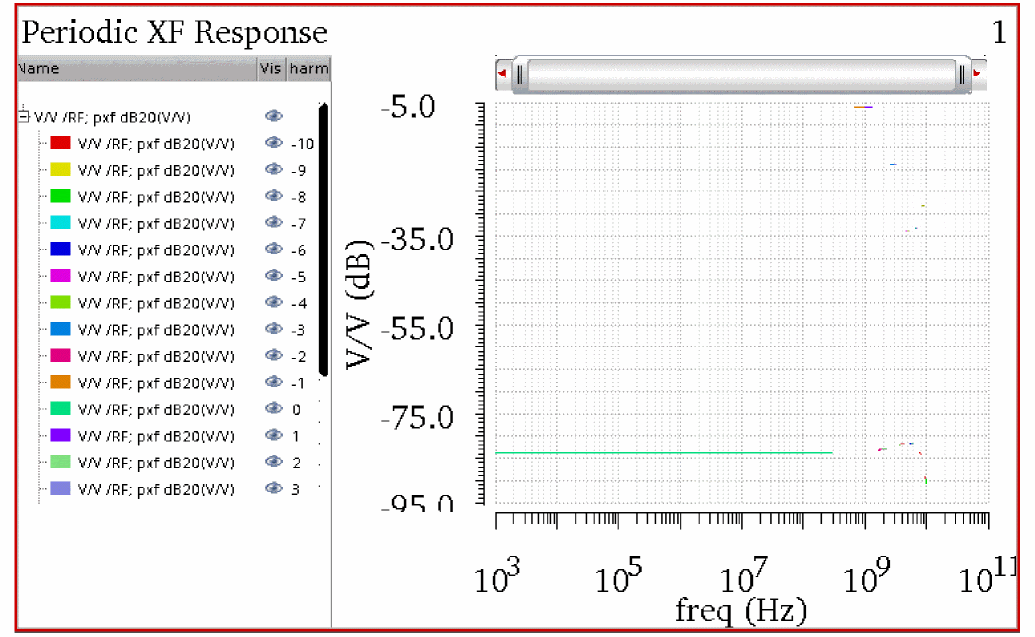 Periodic XF Response
1
Name Vis harm
V/V /RF; pxf dB20(V/V)
V/V /RF; pxf dB20(V/V) -10
V/V /RF; pxf dB20(V/V) -9
V/V /RF; pxf dB20(V/V) -8
V/V /RF; pxf dB20(V/V) -7
V/V /RF; pxf dB20(V/V) -6
V/V /RF; pxf dB20(V/V) -5
V/V /RF; pxf dB20(V/V) -4
V/V /RF; pxf dB20(V/V) -3
V/V /RF; pxf dB20(V/V) -2
V/V /RF; pxf dB20(V/V) -1
V/V /RF; pxf dB20(V/V) 0
V/V /RF; pxf dB20(V/V) 1
V/V /RF; pxf dB20(V/V) 2
V/V /RF; pxf dB20(V/V) 3
V/V (dB)
-5.0
-35.0
-55.0
-75.0
-95.0
10^3 10^5 10^7 10^9 10^11
freq (Hz)